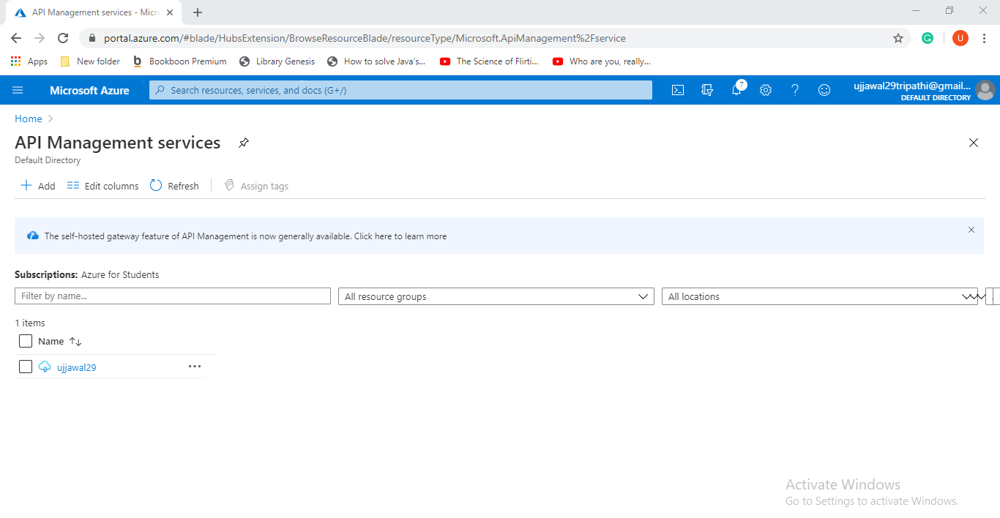 API Management services - Micro
portal.azure.com/#blade/HubsExtension/BrowseResourceBlade/resourceType/Microsoft.ApiManagement%2Fservice
U
Apps New folder Bookboon Premium Library Genesis How to solve Java's... The Science of Flirti... Who are you, really...
Microsoft Azure Search resources, services, and docs (G+/) 7 ujjawal29tripathi@gmail...
DEFAULT DIRECTORY
Home
API Management services
Default Directory
Add Edit columns Refresh Assign tags
The self-hosted gateway feature of API Management is now generally available. Click here to learn more
Subscriptions: Azure for Students
Filter by name... All resource groups All locations
1 items
Name
ujjawal29 •••
Activate Windows
Go to Settings to activate Windows.